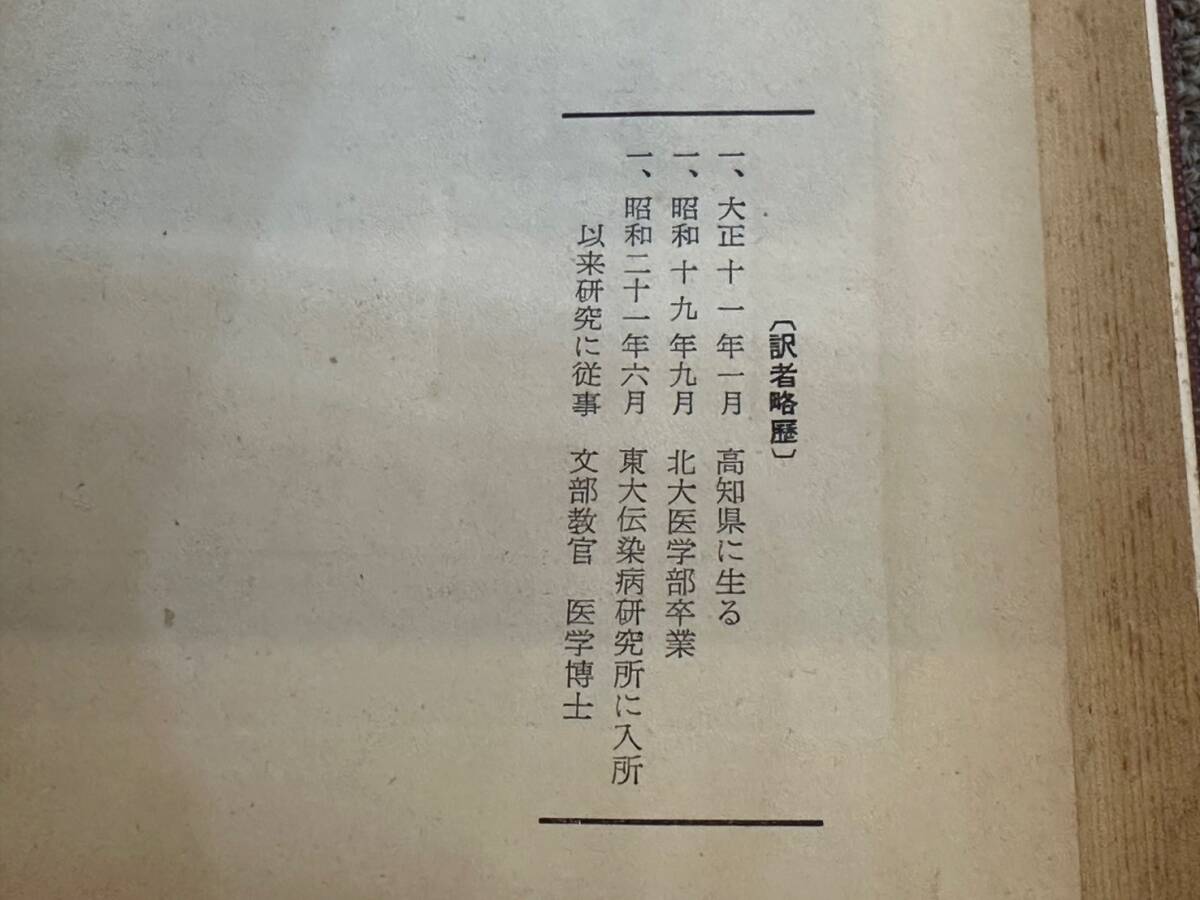 〔訳者略歴〕
一、大正十一年一月　高知県に生る
一、昭和十九年九月　北大医学部卒業
一、昭和二十一年六月　東大伝染病研究所に入所
以来研究に従事　文部教官　医学博士